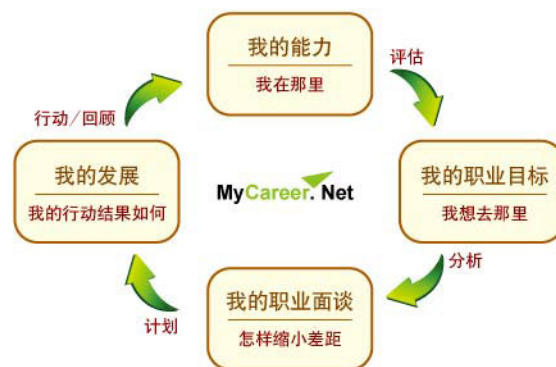 我的能力
我在那里
评估
行动/回顾
我的发展
我的行动结果如何
MyCareer.Net
我的职业目标
我想去那里
分析
我的职业面谈
怎样缩小差距
计划